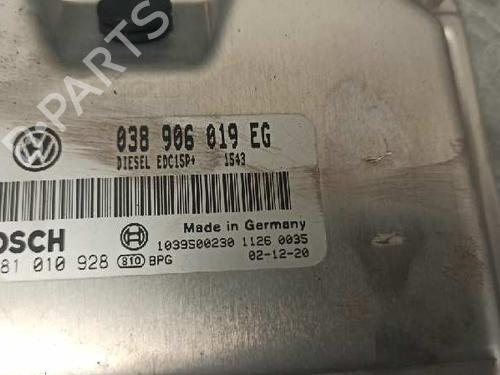 038 906 019 EG
DIESEL EDC15P+ 1543
OSCH
Made in Germany
1039S00230 1126 0035
81 010 928 810 BPG
02-12-20
B-PARTS